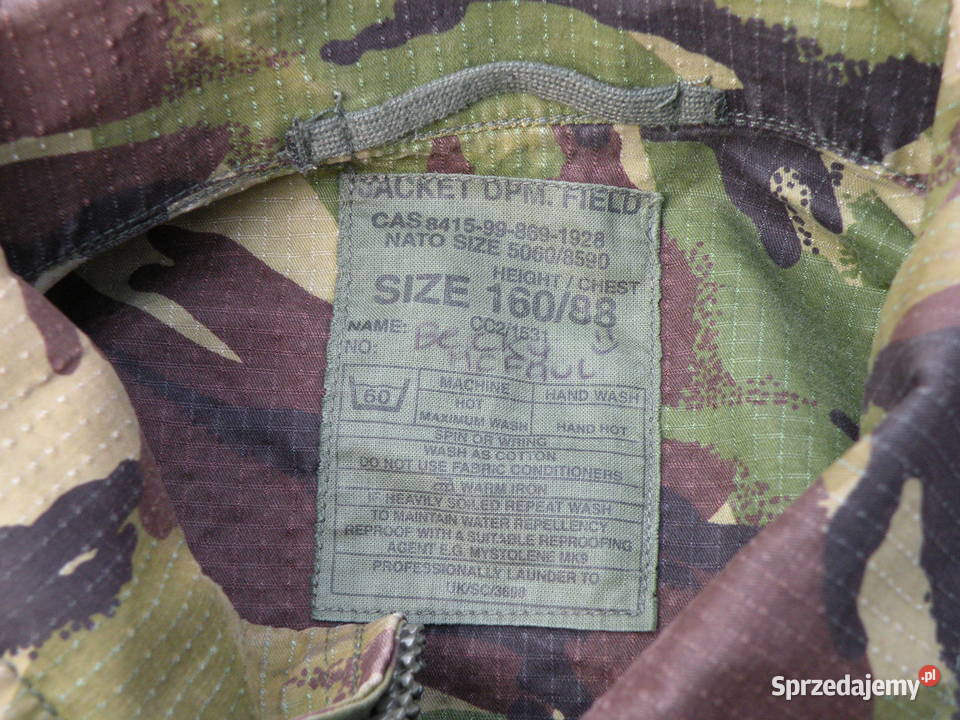 JACKET DPM. FIELD
CAS 8415-99-869-1928
NATO SIZE 5060/8590
HEIGHT / CHEST
SIZE 160/88
NAME: CC2/1631
NO:
60 MACHINE HAND WASH
HOT
MAXIMUM WASH HAND HOT
SPIN OR WRING
WASH AS COTTON
DO NOT USE FABRIC CONDITIONERS
WARM IRON
IF HEAVILY SOILED REPEAT WASH
TO MAINTAIN WATER REPELLENCY
REPROOF WITH A SUITABLE REPROOFING
AGENT E.G. MYSTOLENE MK9
PROFESSIONALLY LAUNDER TO
UK/SC/3698
Sprzedajemy.pl